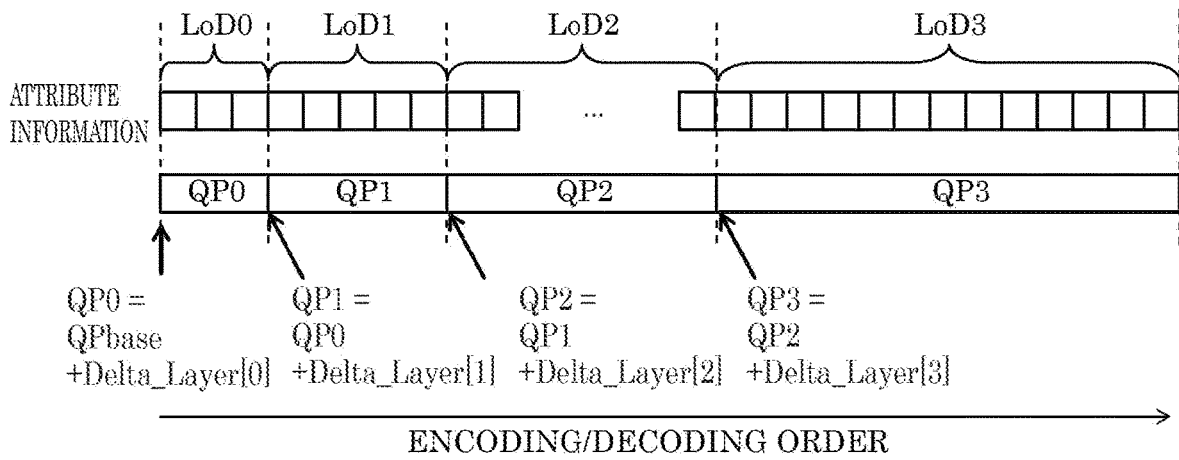 LoD0 LoD1 LoD2 LoD3
ATTRIBUTE
INFORMATION
...
QP0 QP1 QP2 QP3
QP0 =
QPbase
+Delta_Layer[0]
QP1 =
QP0
+Delta_Layer[1]
QP2 =
QP1
+Delta_Layer[2]
QP3 =
QP2
+Delta_Layer[3]
ENCODING/DECODING ORDER